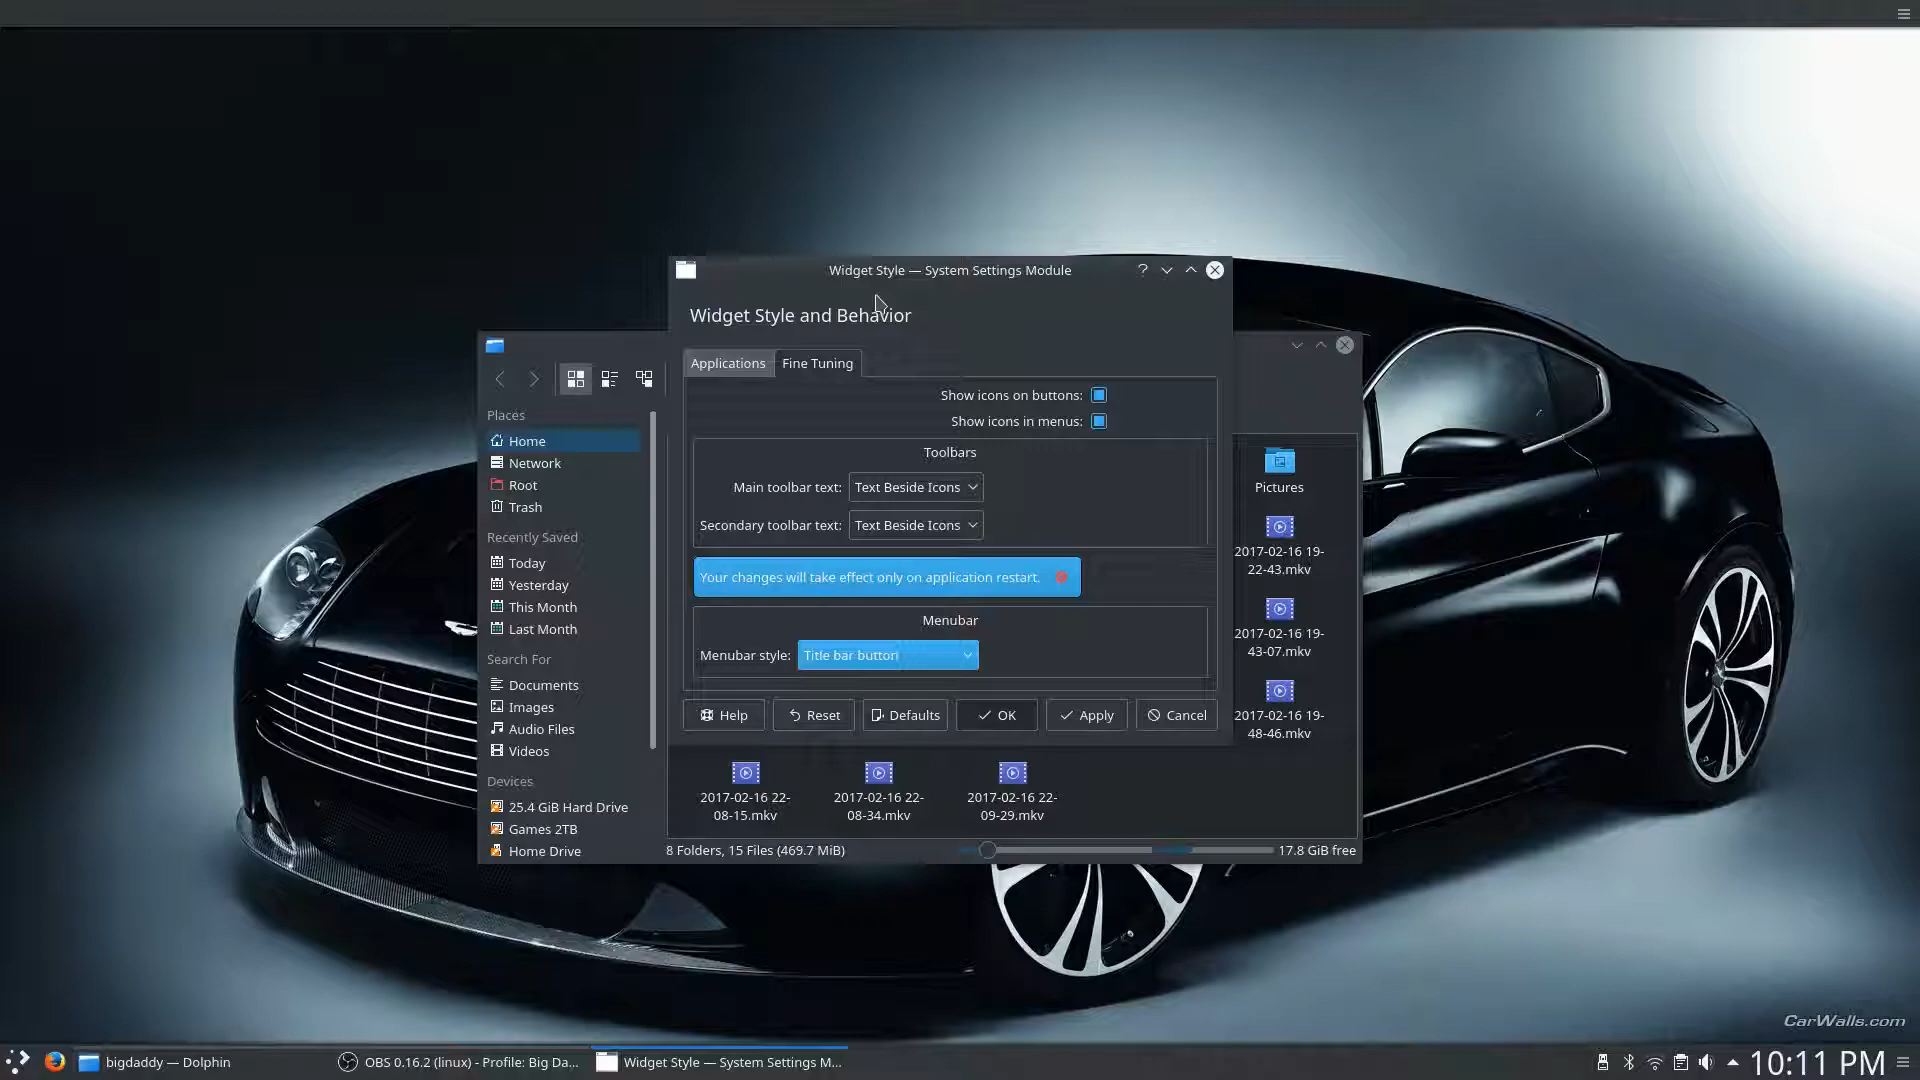 Widget Style — System Settings Module
Widget Style and Behavior
Applications
Fine Tuning
Show icons on buttons:
Show icons in menus:
Toolbars
Main toolbar text: Text Beside Icons
Secondary toolbar text: Text Beside Icons
Your changes will take effect only on application restart.
Menubar
Menubar style: Title bar button
Help
Reset
Defaults
OK
Apply
Cancel
Places
Home
Network
Root
Trash
Recently Saved
Today
Yesterday
This Month
Last Month
Search For
Documents
Images
Audio Files
Videos
Devices
25.4 GiB Hard Drive
Games 2TB
Home Drive
Pictures
2017-02-16 19-
22-43.mkv
2017-02-16 19-
43-07.mkv
2017-02-16 19-
48-46.mkv
2017-02-16 22-
08-15.mkv
2017-02-16 22-
08-34.mkv
2017-02-16 22-
09-29.mkv
8 Folders, 15 Files (469.7 MiB)
17.8 GiB free
CarWalls.com
bigdaddy — Dolphin
OBS 0.16.2 (linux) - Profile: Big Da...
Widget Style — System Settings M...
10:11 PM